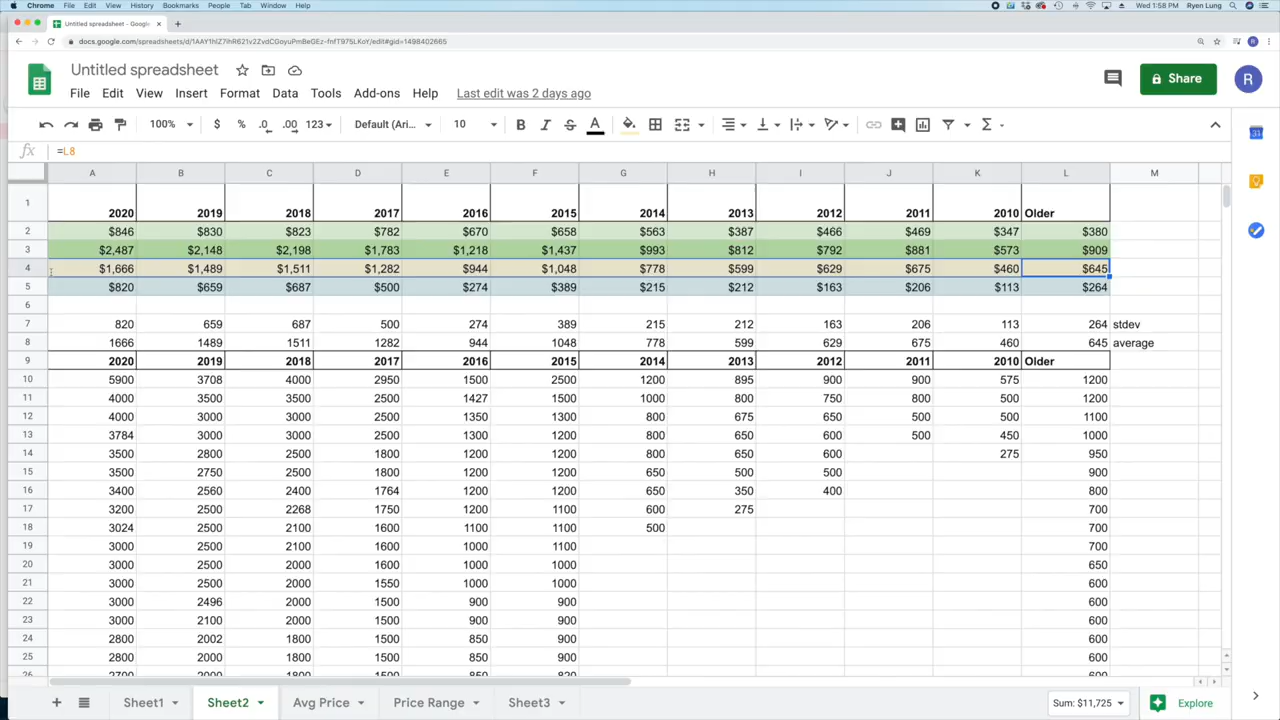 Chrome File Edit View History Bookmarks People Tab Window Help Wed 1:58 PM Ryen Lung
Untitled spreadsheet - Google
docs.google.com/spreadsheets/d/1AAY1hIZ7lhR621v2ZvdCGoyuPmBeGEz-fnfT975LKoY/edit#gid=1498402665
Untitled spreadsheet
File Edit View Insert Format Data Tools Add-ons Help Last edit was 2 days ago
Share
R
100% $ % .0 .00 123 Default (Ari... 10 B I S A
fx =L8
A B C D E F G H I J K L M
1 2020 2019 2018 2017 2016 2015 2014 2013 2012 2011 2010 Older
2 $846 $830 $823 $782 $670 $658 $563 $387 $466 $469 $347 $380
3 $2,487 $2,148 $2,198 $1,783 $1,218 $1,437 $993 $812 $792 $881 $573 $909
4 $1,666 $1,489 $1,511 $1,282 $944 $1,048 $778 $599 $629 $675 $460 $645
5 $820 $659 $687 $500 $274 $389 $215 $212 $163 $206 $113 $264
6
7 820 659 687 500 274 389 215 212 163 206 113 264 stdev
8 1666 1489 1511 1282 944 1048 778 599 629 675 460 645 average
9 2020 2019 2018 2017 2016 2015 2014 2013 2012 2011 2010 Older
10 5900 3708 4000 2950 1500 2500 1200 895 900 900 575 1200
11 4000 3500 3500 2500 1427 1500 1000 800 750 800 500 1200
12 4000 3000 3000 2500 1350 1300 800 675 650 500 500 1100
13 3784 3000 3000 2500 1300 1200 800 650 600 500 450 1000
14 3500 2800 2500 1800 1200 1200 800 650 600 275 950
15 3500 2750 2500 1800 1200 1200 650 500 500 900
16 3400 2560 2400 1764 1200 1200 650 350 400 800
17 3200 2500 2268 1750 1200 1100 600 275 700
18 3024 2500 2100 1600 1100 1100 500 700
19 3000 2500 2100 1600 1000 1100 700
20 3000 2500 2000 1600 1000 1000 650
21 3000 2500 2000 1550 1000 1000 600
22 3000 2496 2000 1500 900 900 600
23 3000 2100 2000 1500 900 900 600
24 2800 2002 1800 1500 850 900 600
25 2800 2000 1800 1500 850 900 600
26 2700 2000 1800 1500 850 820 600
Sheet1 Sheet2 Avg Price Price Range Sheet3 Sum: $11,725 Explore